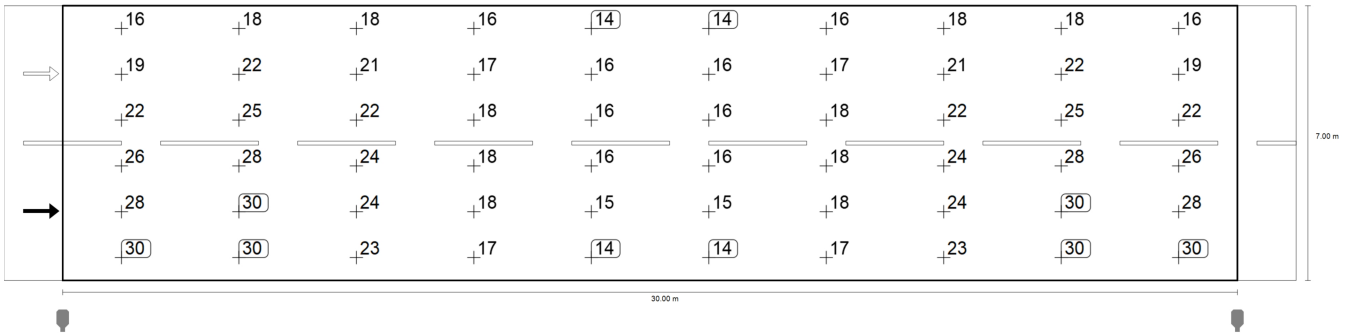 16 18 18 16 14 14 16 18 18 16
19 22 21 17 16 16 17 21 22 19
22 25 22 18 16 16 18 22 25 22
7.00 m
26 28 24 18 16 16 18 24 28 26
28 30 24 18 15 15 18 24 30 28
30 30 23 17 14 14 17 23 30 30
30.00 m